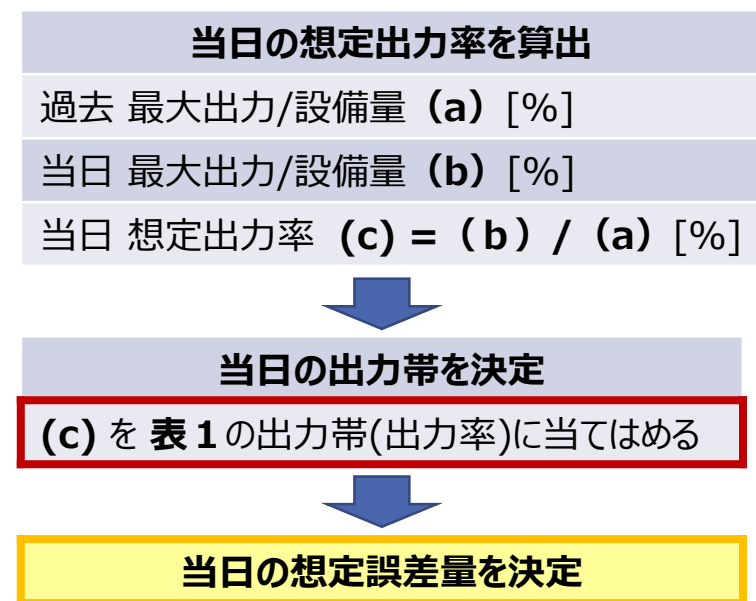 当日の想定出力率を算出
過去 最大出力/設備量（a）[%]
当日 最大出力/設備量（b）[%]
当日 想定出力率 (c) =（ｂ）/（a）[%]
当日の出力帯を決定
(c) を 表１の出力帯(出力率)に当てはめる
当日の想定誤差量を決定